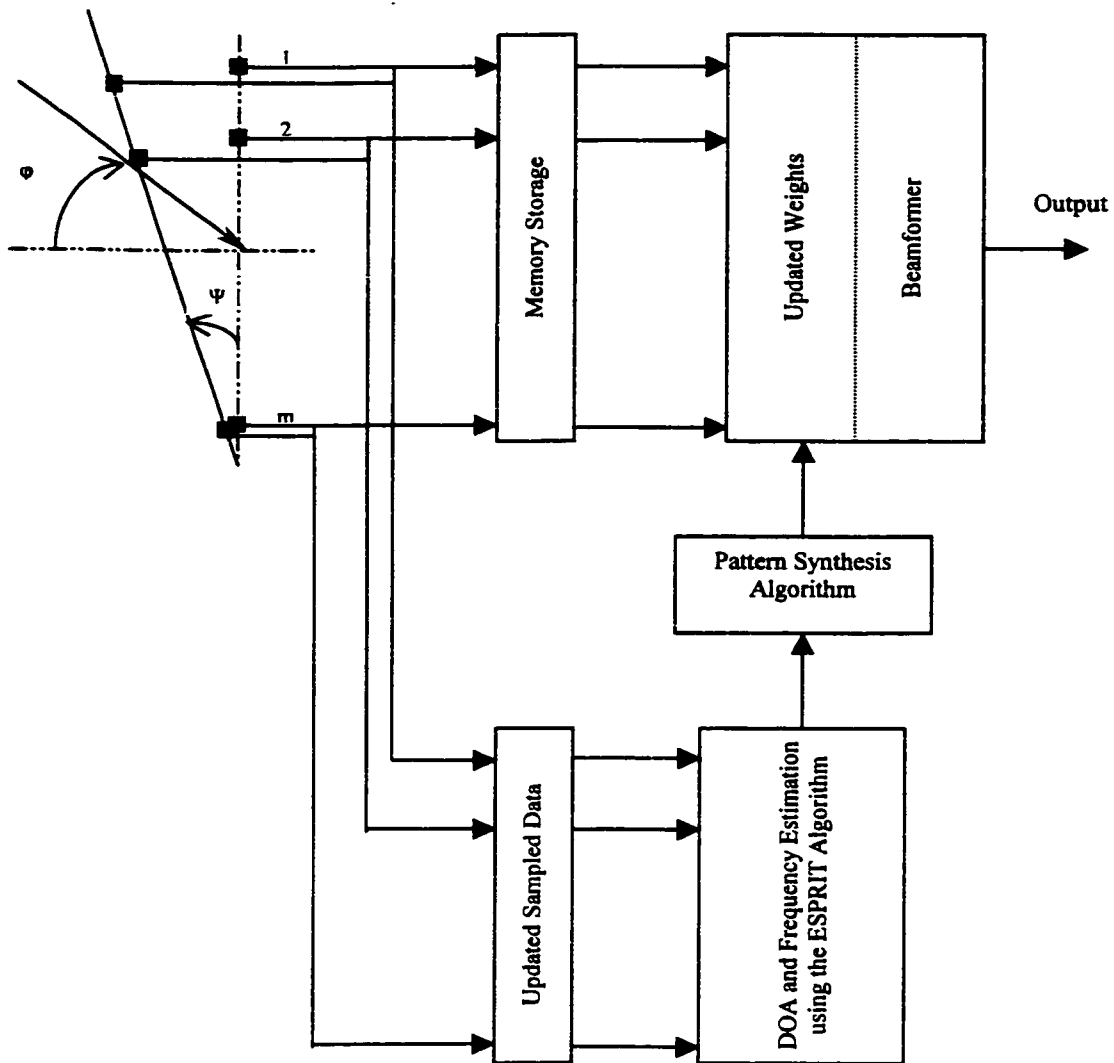 1
2
φ
Ψ
m
Memory Storage
Updated Weights
Beamformer
Output
Pattern Synthesis
Algorithm
Updated Sampled Data
DOA and Frequency Estimation
using the ESPRIT Algorithm